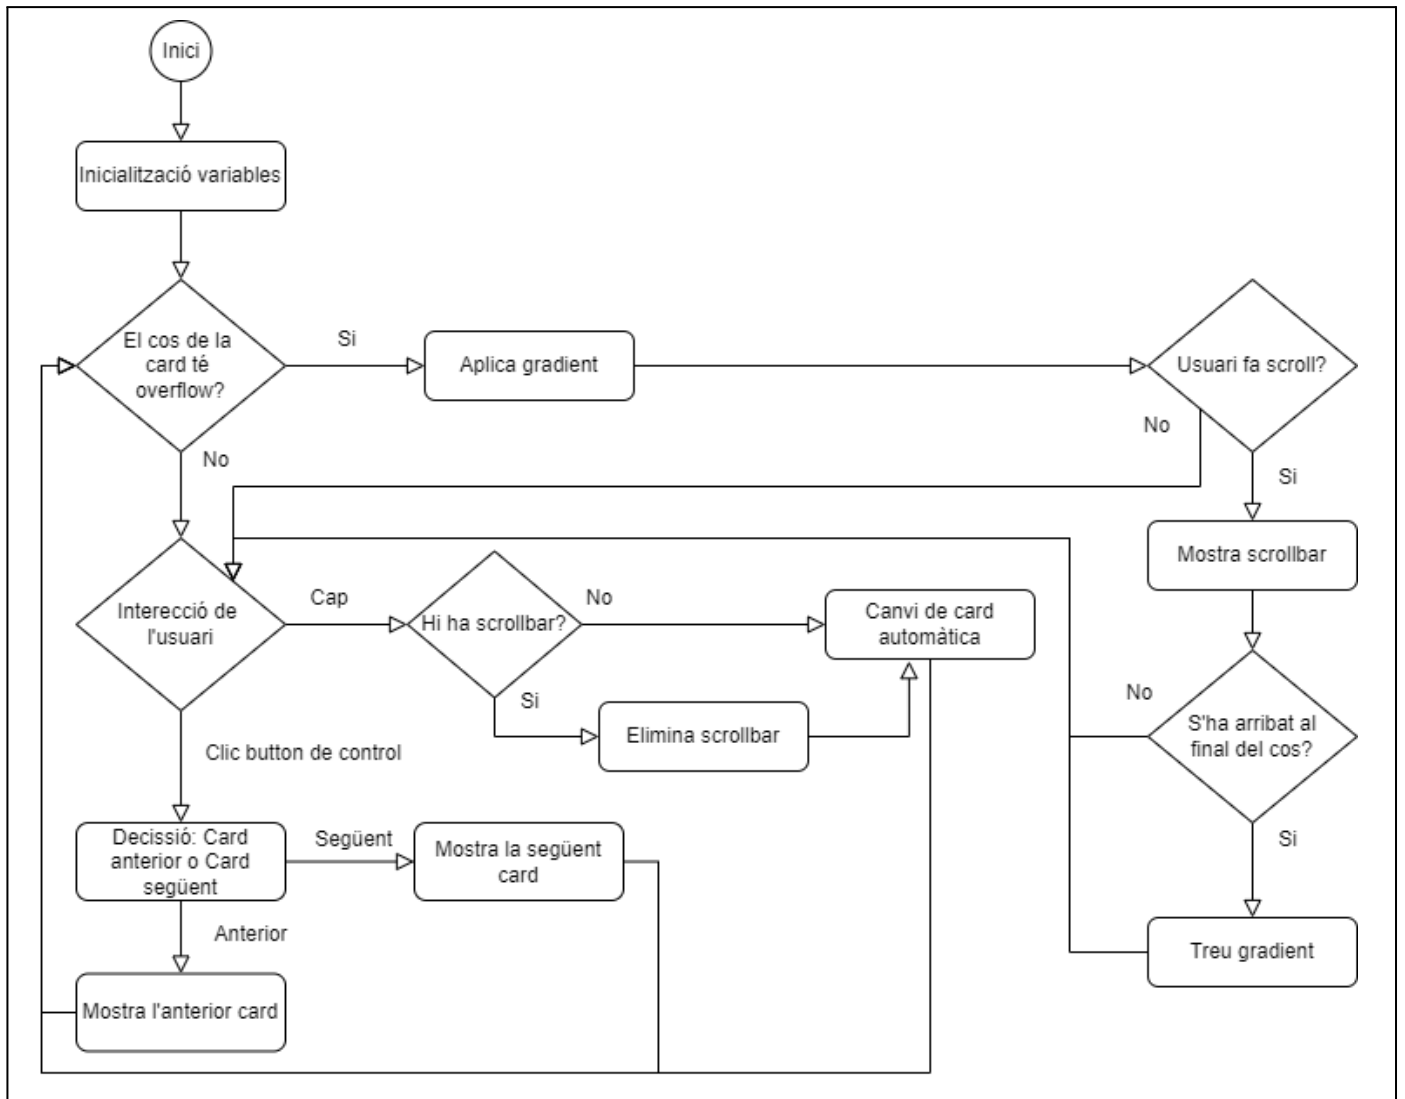 Inici
Inicialització variables
El cos de la
card té
overflow?
Si
Aplica gradient
Usuari fa scroll?
No
No
Si
Mostra scrollbar
Interecció de
l'usuari
Cap
Hi ha scrollbar?
No
Canvi de card
automàtica
Si
Elimina scrollbar
No
S'ha arribat al
final del cos?
Clic button de control
Decissió: Card
anterior o Card
següent
Següent
Mostra la següent
card
Si
Anterior
Treu gradient
Mostra l'anterior card